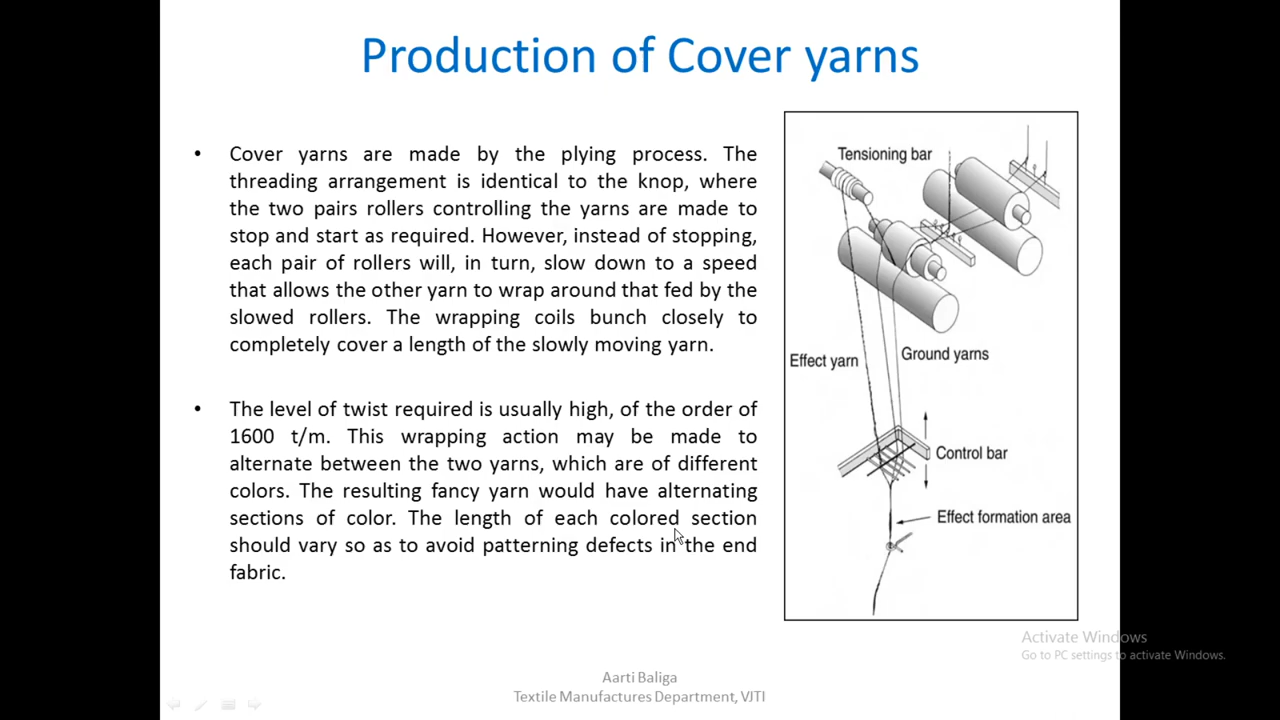 Production of Cover yarns
• Cover yarns are made by the plying process. The
threading arrangement is identical to the knop, where
the two pairs rollers controlling the yarns are made to
stop and start as required. However, instead of stopping,
each pair of rollers will, in turn, slow down to a speed
that allows the other yarn to wrap around that fed by the
slowed rollers. The wrapping coils bunch closely to
completely cover a length of the slowly moving yarn.
• The level of twist required is usually high, of the order of
1600 t/m. This wrapping action may be made to
alternate between the two yarns, which are of different
colors. The resulting fancy yarn would have alternating
sections of color. The length of each colored section
should vary so as to avoid patterning defects in the end
fabric.
Tensioning bar
Effect yarn
Ground yarns
Control bar
Effect formation area
Activate Windows
Go to PC settings to activate Windows.
Aarti Baliga
Textile Manufactures Department, VJTI